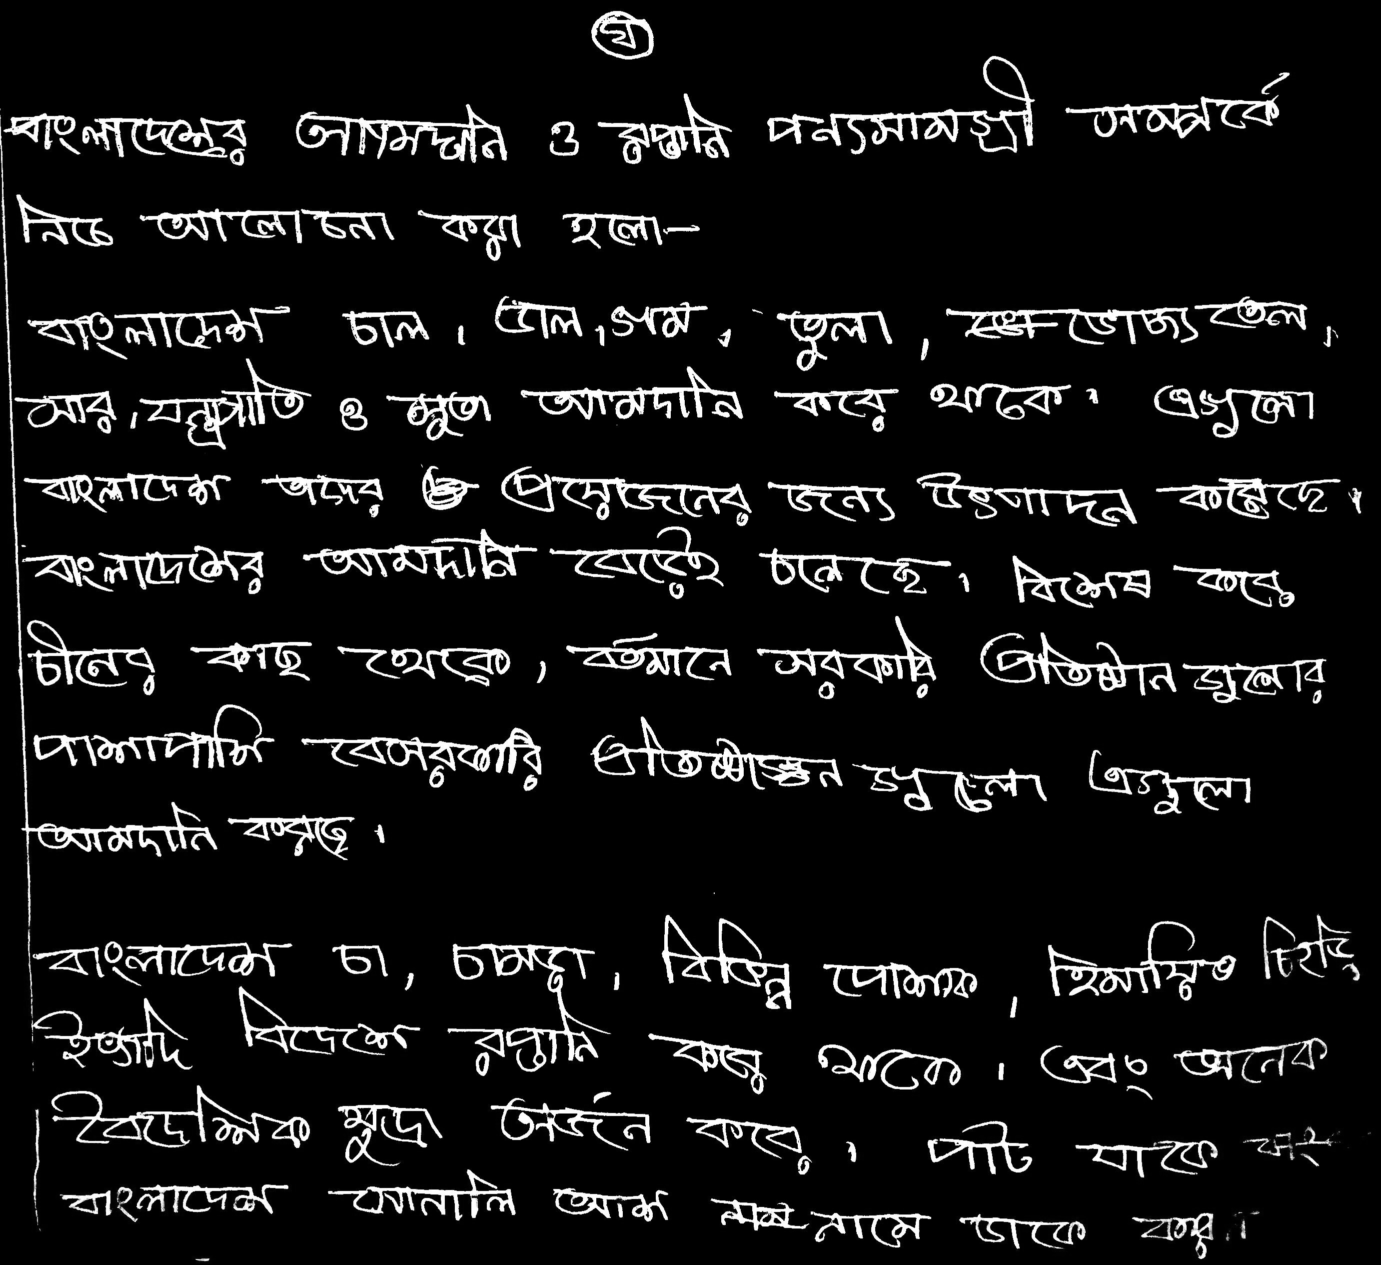 ঘ
বাংলাদেশের আমদানি ও রপ্তানি পন্যসামগ্রী সম্পর্কে
নিচে আলোচনা করা হলো-
বাংলাদেশ চাল, ডাল, গম, তুলা, ভোজ্য তেল,
সার, যন্ত্রপাতি ও সুতা আমদানি করে থাকে। এগুলো
বাংলাদেশ তাদের প্রয়োজনের জন্য উৎপাদন করেছে।
বাংলাদেশের আমদানি বেড়েই চলেছে। বিশেষ করে
চীনের কাছ থেকে, বর্তমানে সরকারি প্রতিষ্ঠান গুলোর
পাশাপাশি বেসরকারি প্রতিষ্ঠান গুলো এগুলো
আমদানি করছে।
বাংলাদেশ চা, চামড়া, বিভিন্ন পোশাক, হিমায়িত চিংড়ি
ইত্যাদি বিদেশে রপ্তানি করে থাকে। এবং অনেক
বৈদেশিক মুদ্রা অর্জন করে। পাট যাকে
বাংলাদেশ সোনালি আশ নামে ডাকে